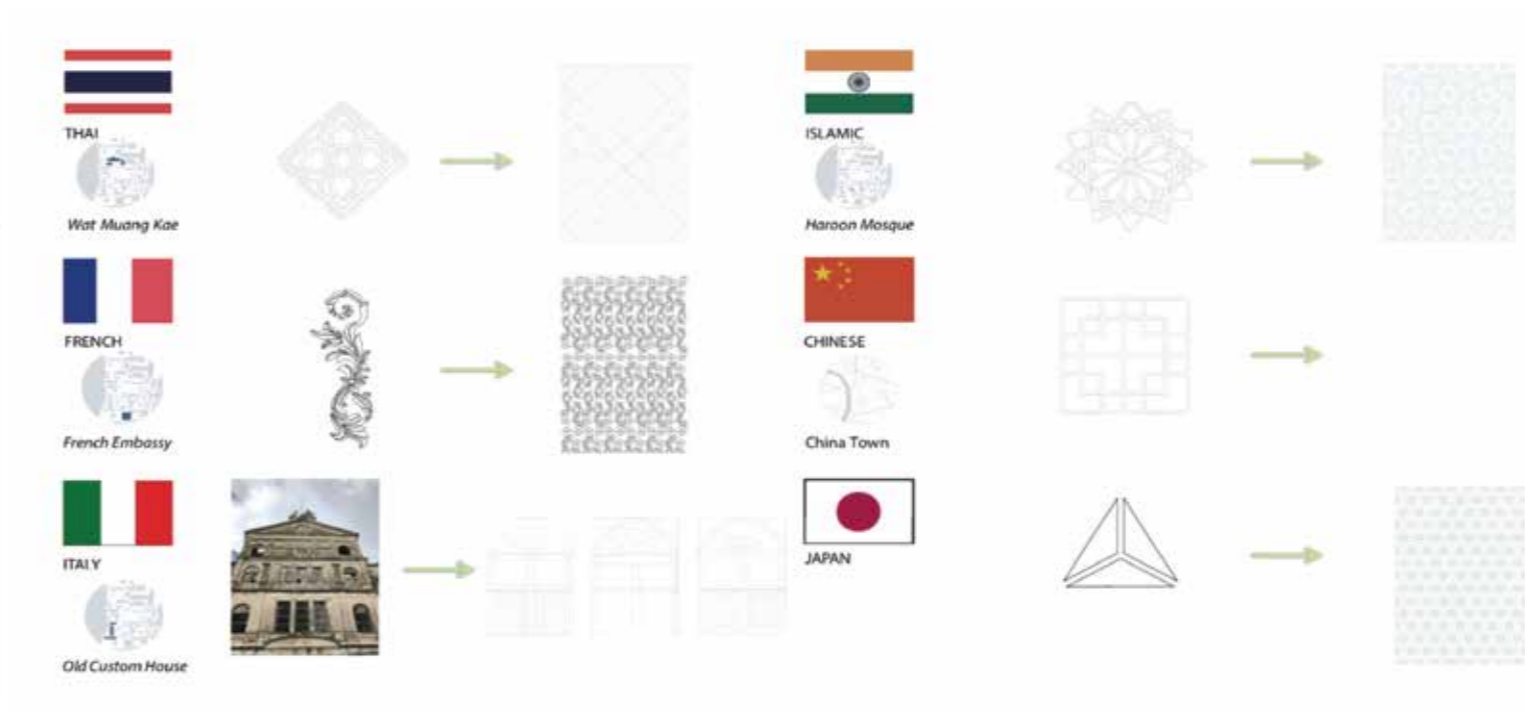 THAI
Wat Muang Kae
FRENCH
French Embassy
ITALY
Old Custom House
ISLAMIC
Haroon Mosque
CHINESE
China Town
JAPAN